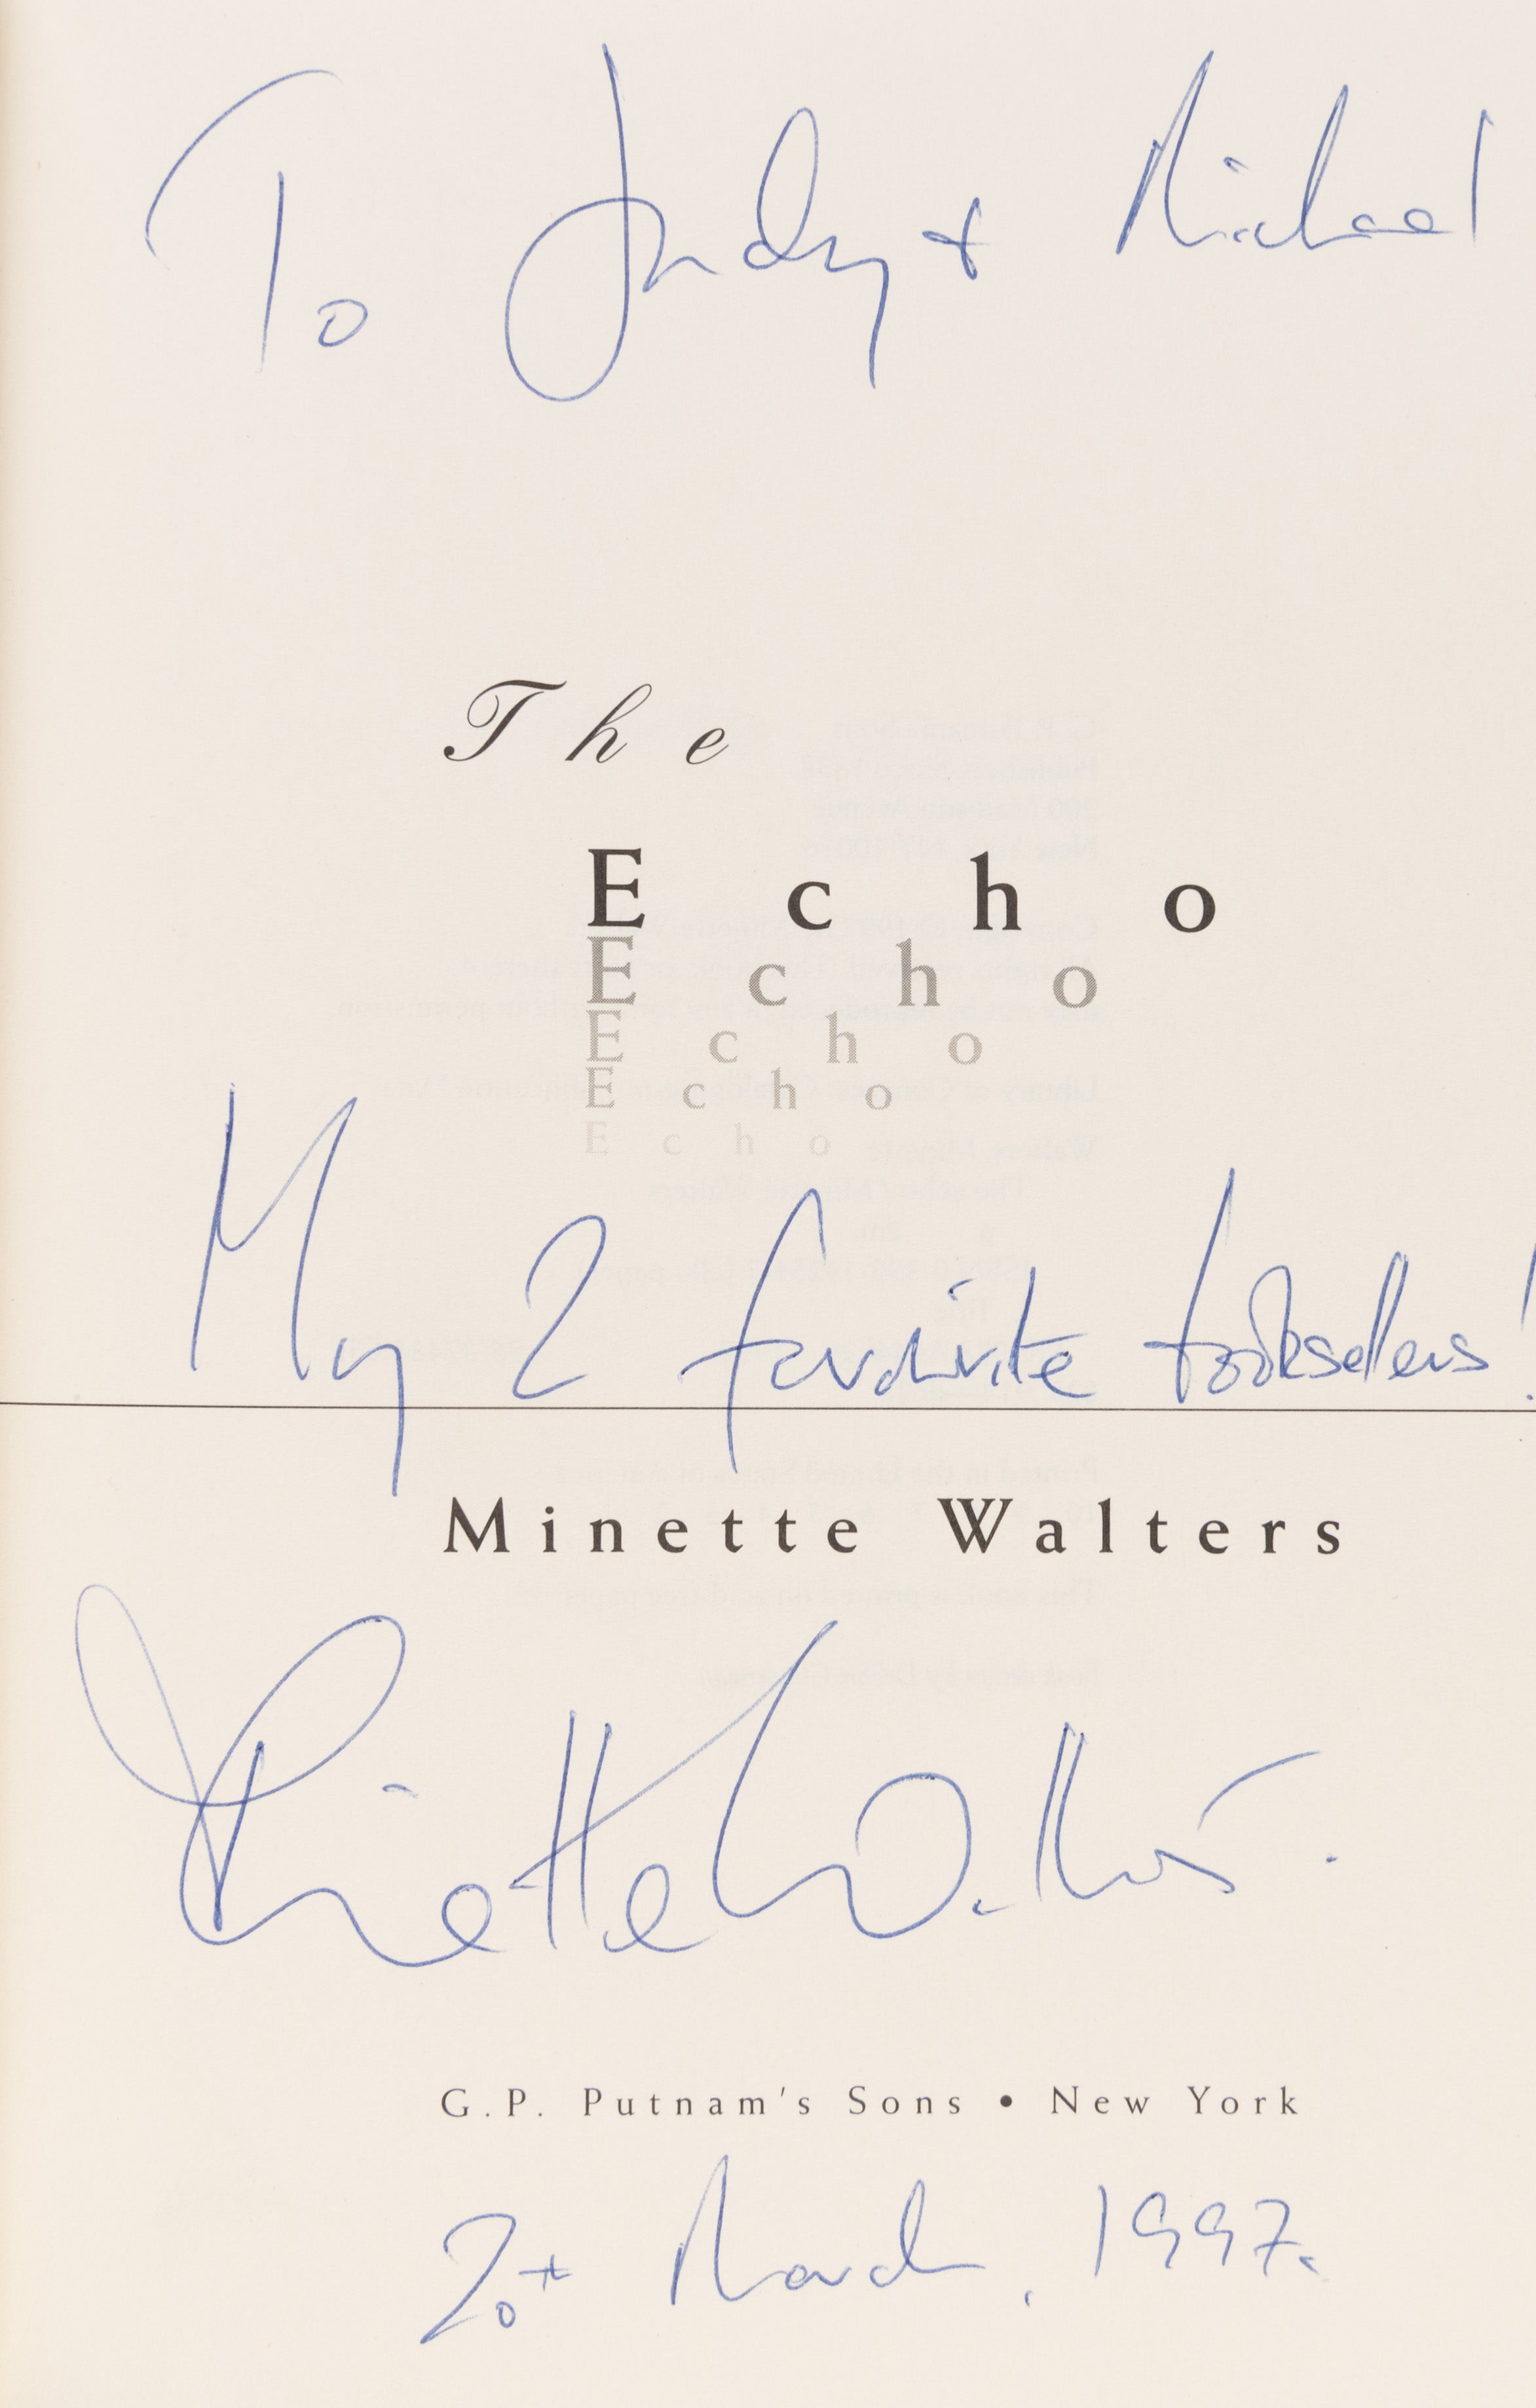 To Judy + Michael
The
Echo
Echo
Echo
Echo
Echo
My 2 favourite booksellers!
Minette Walters
Minette Walters.
G.P. Putnam's Sons • New York
20th March, 1997.